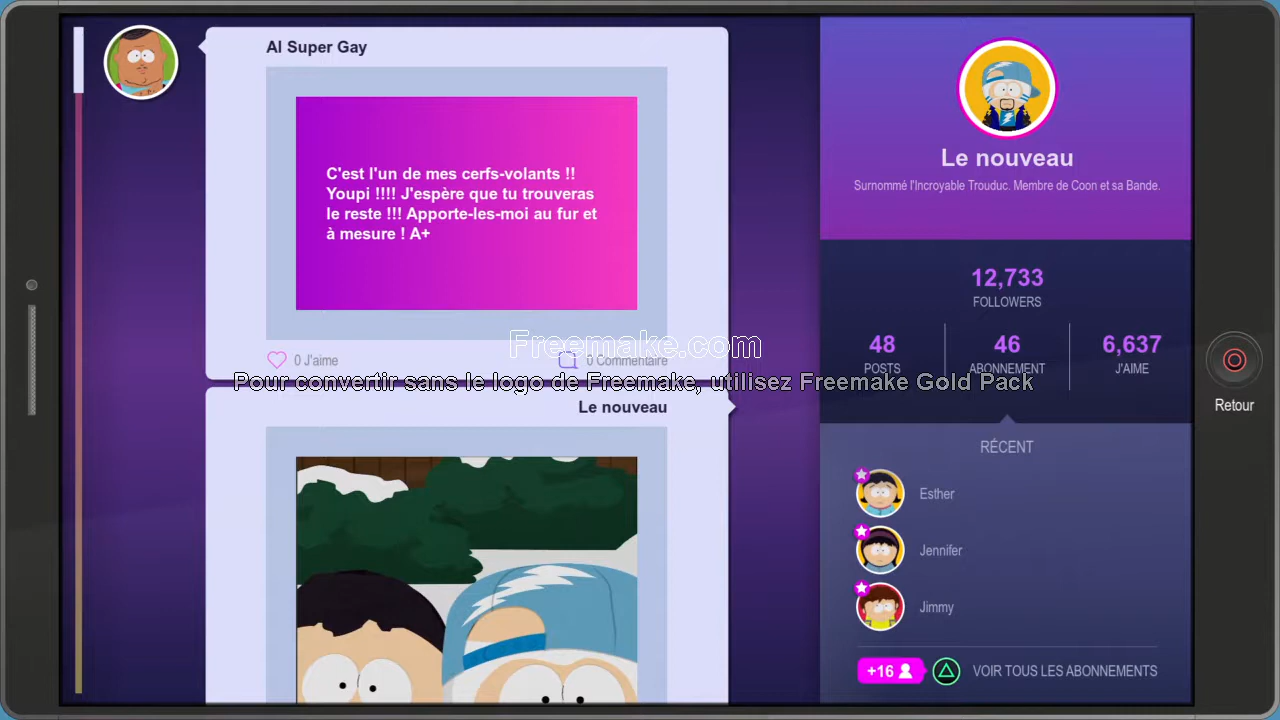 Al Super Gay
C'est l'un de mes cerfs-volants !!
Youpi !!!! J'espère que tu trouveras
le reste !!! Apporte-les-moi au fur et
à mesure ! A+
0 J'aime
0 Commentaire
Freemake.com
Pour convertir sans le logo de Freemake, utilisez Freemake Gold Pack
Le nouveau
Le nouveau
Surnommé l'Incroyable Trouduc. Membre de Coon et sa Bande.
12,733
FOLLOWERS
48
POSTS
46
ABONNEMENT
6,637
J'AIME
RÉCENT
Esther
Jennifer
Jimmy
+16
VOIR TOUS LES ABONNEMENTS
Retour